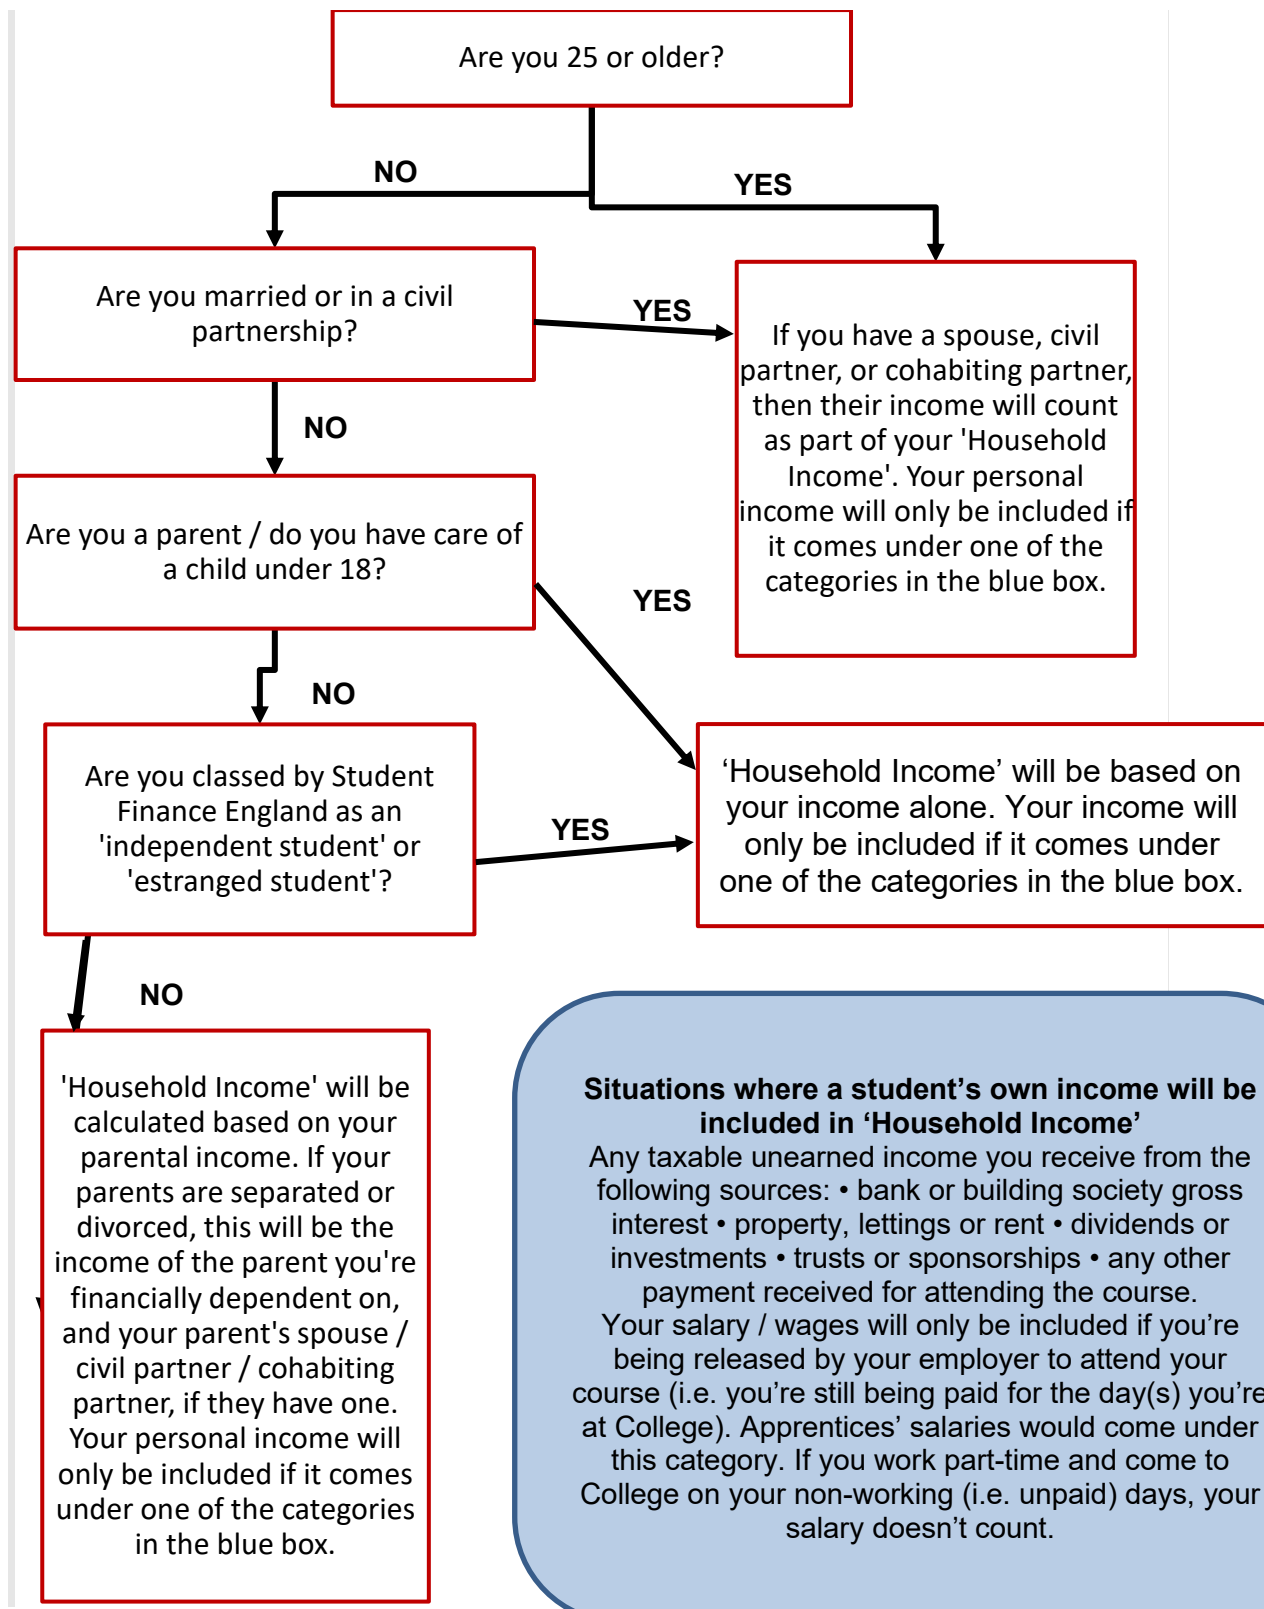 Are you 25 or older?
NO
YES
Are you married or in a civil
partnership?
YES
If you have a spouse, civil
partner, or cohabiting partner,
then their income will count
as part of your 'Household
Income'. Your personal
income will only be included if
it comes under one of the
categories in the blue box.
NO
Are you a parent / do you have care of
a child under 18?
YES
NO
Are you classed by Student
Finance England as an
'independent student' or
'estranged student'?
YES
‘Household Income’ will be based on
your income alone. Your income will
only be included if it comes under
one of the categories in the blue box.
NO
'Household Income' will be
calculated based on your
parental income. If your
parents are separated or
divorced, this will be the
income of the parent you're
financially dependent on,
and your parent's spouse /
civil partner / cohabiting
partner, if they have one.
Your personal income will
only be included if it comes
under one of the categories
in the blue box.
Situations where a student’s own income will be
included in ‘Household Income’
Any taxable unearned income you receive from the
following sources: • bank or building society gross
interest • property, lettings or rent • dividends or
investments • trusts or sponsorships • any other
payment received for attending the course.
Your salary / wages will only be included if you’re
being released by your employer to attend your
course (i.e. you’re still being paid for the day(s) you’re
at College). Apprentices’ salaries would come under
this category. If you work part-time and come to
College on your non-working (i.e. unpaid) days, your
salary doesn’t count.